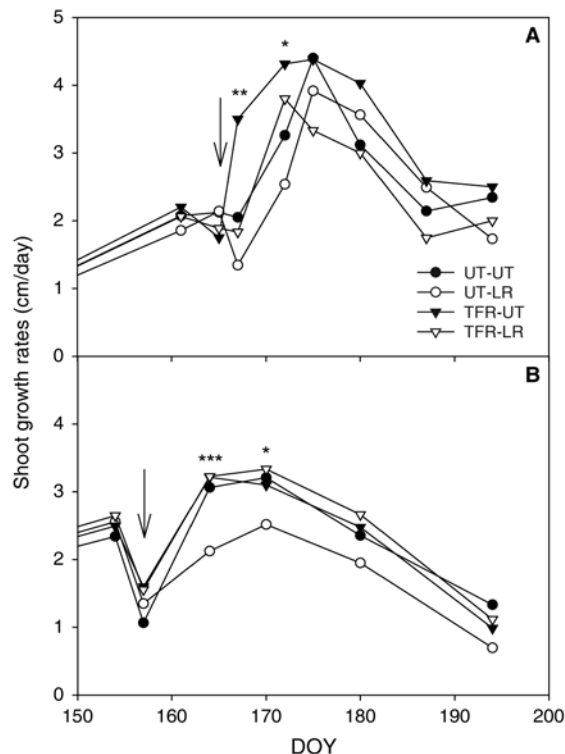 5
A
*
**
4
3
2
UT-UT
UT-LR
1
TFR-UT
TFR-LR
0
Shoot growth rates (cm/day)
B
4
***
*
3
2
1
0
150 160 170 180 190 200
DOY